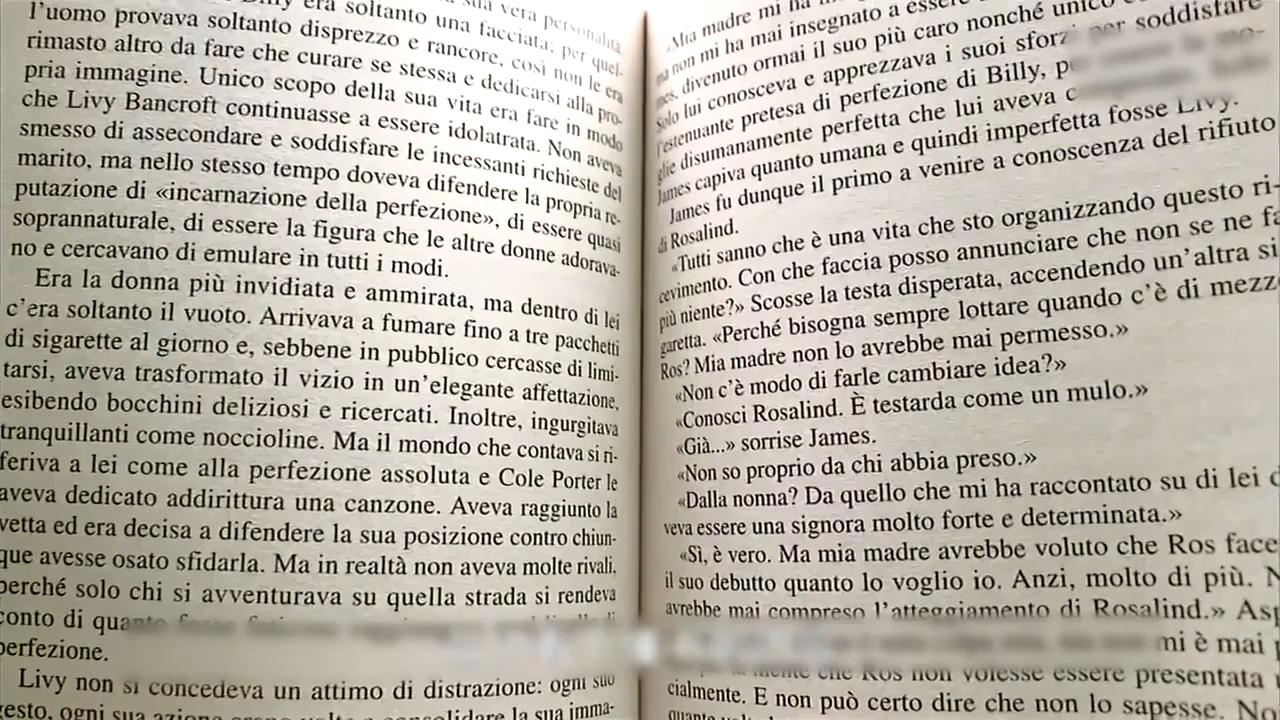 sua vera personalità
Billy era soltanto una facciata: per quel-
l'uomo provava soltanto disprezzo e rancore, così non le era
rimasto altro da fare che curare se stessa e dedicarsi alla pro-
pria immagine. Unico scopo della sua vita era fare in modo
che Livy Bancroft continuasse a essere idolatrata. Non aveva
smesso di assecondare e soddisfare le incessanti richieste del
marito, ma nello stesso tempo doveva difendere la propria re-
putazione di «incarnazione della perfezione», di essere quasi
soprannaturale, di essere la figura che le altre donne adorava-
no e cercavano di emulare in tutti i modi.
Era la donna più invidiata e ammirata, ma dentro di lei
c'era soltanto il vuoto. Arrivava a fumare fino a tre pacchetti
di sigarette al giorno e, sebbene in pubblico cercasse di limi-
tarsi, aveva trasformato il vizio in un'elegante affettazione,
esibendo bocchini deliziosi e ricercati. Inoltre, ingurgitava
tranquillanti come noccioline. Ma il mondo che contava si ri-
feriva a lei come alla perfezione assoluta e Cole Porter le
aveva dedicato addirittura una canzone. Aveva raggiunto la
vetta ed era decisa a difendere la sua posizione contro chiun-
que avesse osato sfidarla. Ma in realtà non aveva molte rivali,
perché solo chi si avventurava su quella strada si rendeva
conto di
perfezione.
Livy non si concedeva un attimo di distrazione: ogni suo
gesto, ogni sua azione la sua imma-
«Mia madre mi ha
ma non mi ha mai insegnato a essere
mes, divenuto ormai il suo più caro nonché unico
Solo lui conosceva e apprezzava i suoi sforzi per soddisfare
l'estenuante pretesa di perfezione di Billy,
glie disumanamente perfetta che lui aveva
James capiva quanto umana e quindi imperfetta fosse Livy.
James fu dunque il primo a venire a conoscenza del rifiuto
di Rosalind.
«Tutti sanno che è una vita che sto organizzando questo ri-
cevimento. Con che faccia posso annunciare che non se ne fa
più niente?» Scosse la testa disperata, accendendo un'altra si
garetta. «Perché bisogna sempre lottare quando c'è di mezzo
Ros? Mia madre non lo avrebbe mai permesso.»
«Non c'è modo di farle cambiare idea?»
«Conosci Rosalind. È testarda come un mulo.»
«Già...» sorrise James.
«Non so proprio da chi abbia preso.»
«Dalla nonna? Da quello che mi ha raccontato su di lei d
veva essere una signora molto forte e determinata.»
«Sì, è vero. Ma mia madre avrebbe voluto che Ros face
il suo debutto quanto lo voglio io. Anzi, molto di più. N
avrebbe mai compreso l'atteggiamento di Rosalind.» Asp
mi è mai
che Ros non volesse essere presentata
cialmente. E non può certo dire che non lo sapesse. No